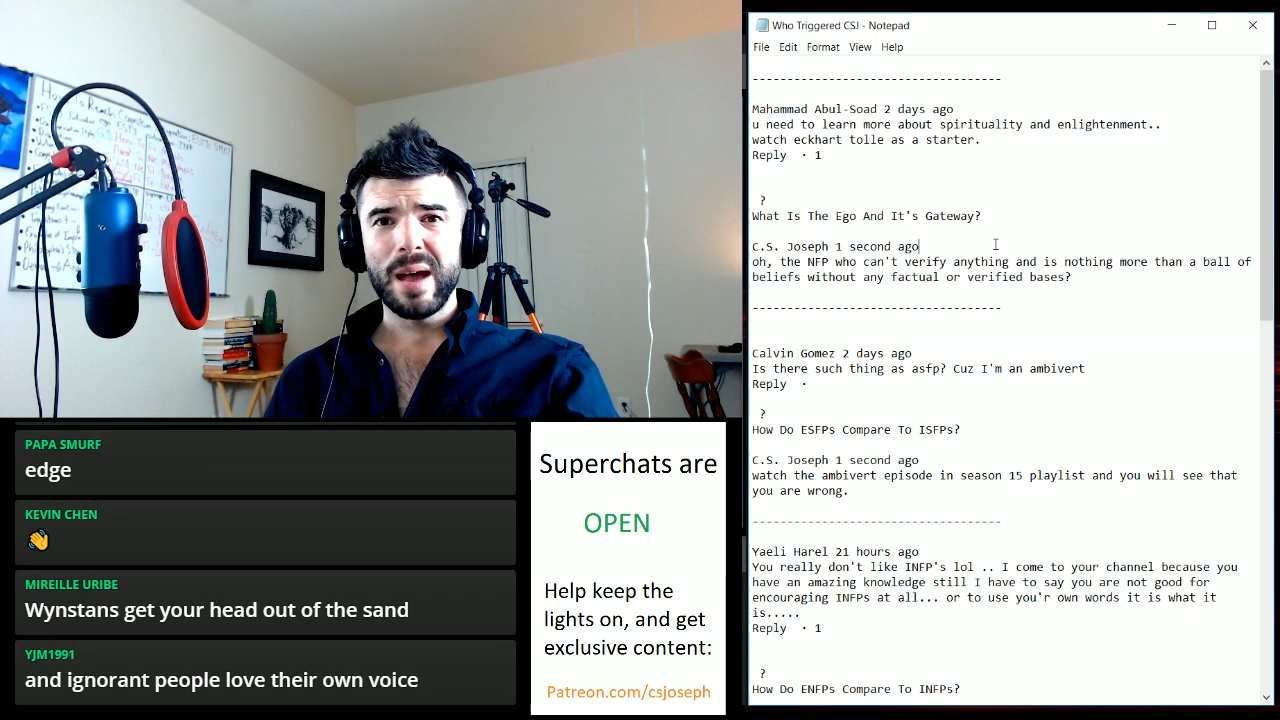 Who Triggered CSJ - Notepad
File Edit Format View Help
-----------------------------------
Mahammad Abul-Soad 2 days ago
u need to learn more about spirituality and enlightenment..
watch eckhart tolle as a starter.
Reply · 1
?
What Is The Ego And It's Gateway?
C.S. Joseph 1 second ago
oh, the NFP who can't verify anything and is nothing more than a ball of
beliefs without any factual or verified bases?
-----------------------------------
Calvin Gomez 2 days ago
Is there such thing as asfp? Cuz I'm an ambivert
Reply ·
?
How Do ESFPs Compare To ISFPs?
C.S. Joseph 1 second ago
watch the ambivert episode in season 15 playlist and you will see that
you are wrong.
-----------------------------------
Yaeli Harel 21 hours ago
You really don't like INFP's lol .. I come to your channel because you
have an amazing knowledge still I have to say you are not good for
encouraging INFPs at all... or to use you'r own words it is what it
is.....
Reply · 1
?
How Do ENFPs Compare To INFPs?
PAPA SMURF
edge
KEVIN CHEN
👋
MIREILLE URIBE
Wynstans get your head out of the sand
YJM1991
and ignorant people love their own voice
Superchats are
OPEN
Help keep the
lights on, and get
exclusive content:
Patreon.com/csjoseph